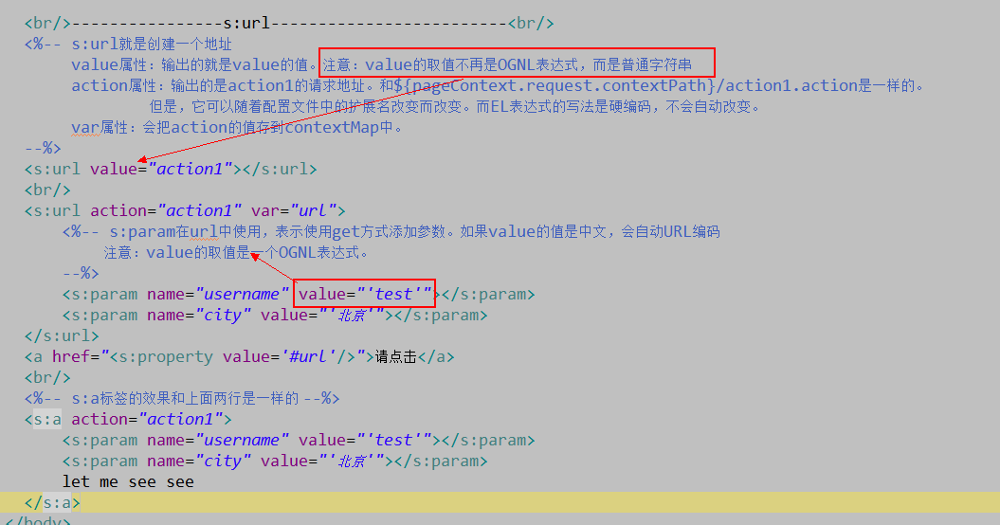 <br/>----------------s:url-------------------------<br/>
<%-- s:url就是创建一个地址
value属性：输出的就是value的值。注意：value的取值不再是OGNL表达式，而是普通字符串
action属性：输出的是action1的请求地址。和${pageContext.request.contextPath}/action1.action是一样的。
但是，它可以随着配置文件中的扩展名改变而改变。而EL表达式的写法是硬编码，不会自动改变。
var属性：会把action的值存到contextMap中。
--%>
<s:url value="action1"></s:url>
<br/>
<s:url action="action1" var="url">
<%-- s:param在url中使用，表示使用get方式添加参数。如果value的值是中文，会自动URL编码
注意：value的取值是一个OGNL表达式。
--%>
<s:param name="username" value="'test'"></s:param>
<s:param name="city" value="'北京'"></s:param>
</s:url>
<a href="<s:property value='#url'/>">请点击</a>
<br/>
<%-- s:a标签的效果和上面两行是一样的 --%>
<s:a action="action1">
<s:param name="username" value="'test'"></s:param>
<s:param name="city" value="'北京'"></s:param>
let me see see
</s:a>
</body>